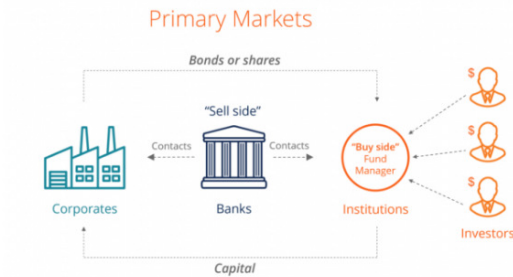 Primary Markets
Bonds or shares
"Sell side"
Contacts
Contacts
"Buy side"
Fund
Manager
$
$
$
Corporates
Banks
Institutions
Investors
Capital